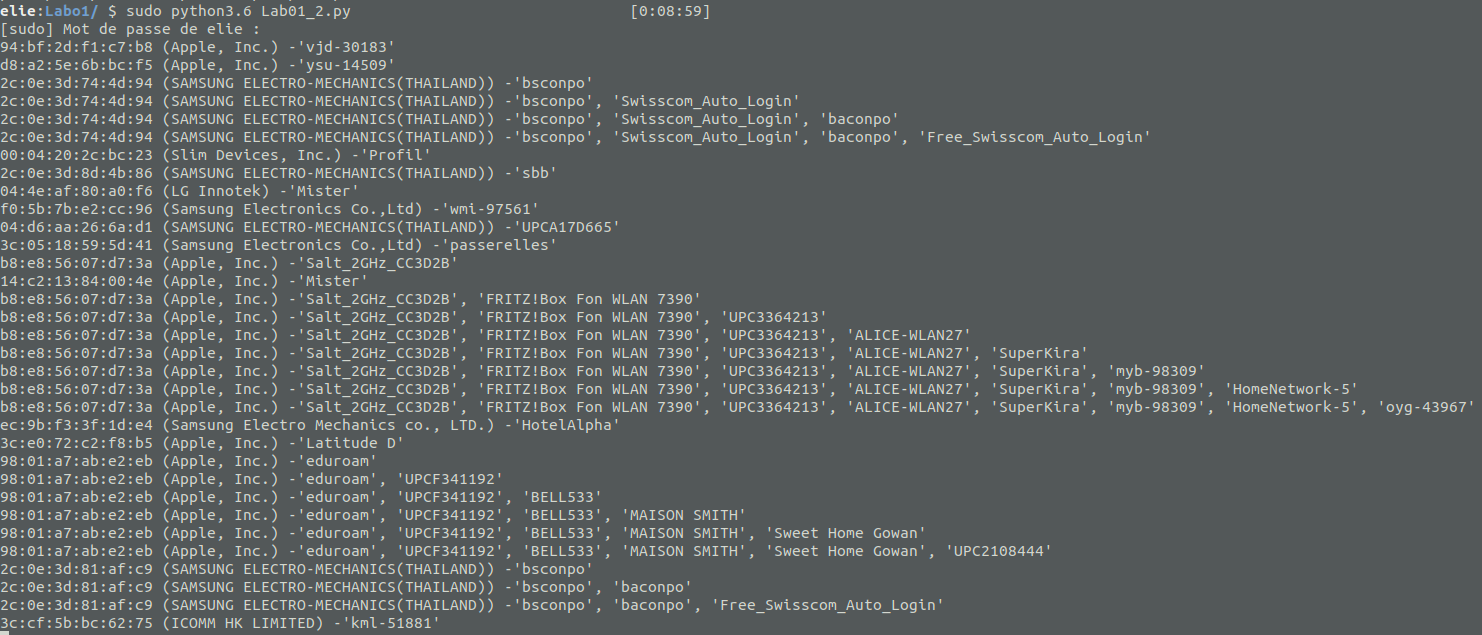 elie:Labo1/ $ sudo python3.6 Lab01_2.py [0:08:59]
[sudo] Mot de passe de elie :
94:bf:2d:f1:c7:b8 (Apple, Inc.) -'vjd-30183'
d8:a2:5e:6b:bc:f5 (Apple, Inc.) -'ysu-14509'
2c:0e:3d:74:4d:94 (SAMSUNG ELECTRO-MECHANICS(THAILAND)) -'bsconpo'
2c:0e:3d:74:4d:94 (SAMSUNG ELECTRO-MECHANICS(THAILAND)) -'bsconpo', 'Swisscom_Auto_Login'
2c:0e:3d:74:4d:94 (SAMSUNG ELECTRO-MECHANICS(THAILAND)) -'bsconpo', 'Swisscom_Auto_Login', 'baconpo'
2c:0e:3d:74:4d:94 (SAMSUNG ELECTRO-MECHANICS(THAILAND)) -'bsconpo', 'Swisscom_Auto_Login', 'baconpo', 'Free_Swisscom_Auto_Login'
00:04:20:2c:bc:23 (Slim Devices, Inc.) -'Profil'
2c:0e:3d:8d:4b:86 (SAMSUNG ELECTRO-MECHANICS(THAILAND)) -'sbb'
04:4e:af:80:a0:f6 (LG Innotek) -'Mister'
f0:5b:7b:e2:cc:96 (Samsung Electronics Co.,Ltd) -'wmi-97561'
04:d6:aa:26:6a:d1 (SAMSUNG ELECTRO-MECHANICS(THAILAND)) -'UPCA17D665'
3c:05:18:59:5d:41 (Samsung Electronics Co.,Ltd) -'passerelles'
b8:e8:56:07:d7:3a (Apple, Inc.) -'Salt_2GHz_CC3D2B'
14:c2:13:84:00:4e (Apple, Inc.) -'Mister'
b8:e8:56:07:d7:3a (Apple, Inc.) -'Salt_2GHz_CC3D2B', 'FRITZ!Box Fon WLAN 7390'
b8:e8:56:07:d7:3a (Apple, Inc.) -'Salt_2GHz_CC3D2B', 'FRITZ!Box Fon WLAN 7390', 'UPC3364213'
b8:e8:56:07:d7:3a (Apple, Inc.) -'Salt_2GHz_CC3D2B', 'FRITZ!Box Fon WLAN 7390', 'UPC3364213', 'ALICE-WLAN27'
b8:e8:56:07:d7:3a (Apple, Inc.) -'Salt_2GHz_CC3D2B', 'FRITZ!Box Fon WLAN 7390', 'UPC3364213', 'ALICE-WLAN27', 'SuperKira'
b8:e8:56:07:d7:3a (Apple, Inc.) -'Salt_2GHz_CC3D2B', 'FRITZ!Box Fon WLAN 7390', 'UPC3364213', 'ALICE-WLAN27', 'SuperKira', 'myb-98309'
b8:e8:56:07:d7:3a (Apple, Inc.) -'Salt_2GHz_CC3D2B', 'FRITZ!Box Fon WLAN 7390', 'UPC3364213', 'ALICE-WLAN27', 'SuperKira', 'myb-98309', 'HomeNetwork-5'
b8:e8:56:07:d7:3a (Apple, Inc.) -'Salt_2GHz_CC3D2B', 'FRITZ!Box Fon WLAN 7390', 'UPC3364213', 'ALICE-WLAN27', 'SuperKira', 'myb-98309', 'HomeNetwork-5', 'oyg-43967'
ec:9b:f3:3f:1d:e4 (Samsung Electro Mechanics co., LTD.) -'HotelAlpha'
3c:e0:72:c2:f8:b5 (Apple, Inc.) -'Latitude D'
98:01:a7:ab:e2:eb (Apple, Inc.) -'eduroam'
98:01:a7:ab:e2:eb (Apple, Inc.) -'eduroam', 'UPCF341192'
98:01:a7:ab:e2:eb (Apple, Inc.) -'eduroam', 'UPCF341192', 'BELL533'
98:01:a7:ab:e2:eb (Apple, Inc.) -'eduroam', 'UPCF341192', 'BELL533', 'MAISON SMITH'
98:01:a7:ab:e2:eb (Apple, Inc.) -'eduroam', 'UPCF341192', 'BELL533', 'MAISON SMITH', 'Sweet Home Gowan'
98:01:a7:ab:e2:eb (Apple, Inc.) -'eduroam', 'UPCF341192', 'BELL533', 'MAISON SMITH', 'Sweet Home Gowan', 'UPC2108444'
2c:0e:3d:81:af:c9 (SAMSUNG ELECTRO-MECHANICS(THAILAND)) -'bsconpo'
2c:0e:3d:81:af:c9 (SAMSUNG ELECTRO-MECHANICS(THAILAND)) -'bsconpo', 'baconpo'
2c:0e:3d:81:af:c9 (SAMSUNG ELECTRO-MECHANICS(THAILAND)) -'bsconpo', 'baconpo', 'Free_Swisscom_Auto_Login'
3c:cf:5b:bc:62:75 (ICOMM HK LIMITED) -'kml-51881'